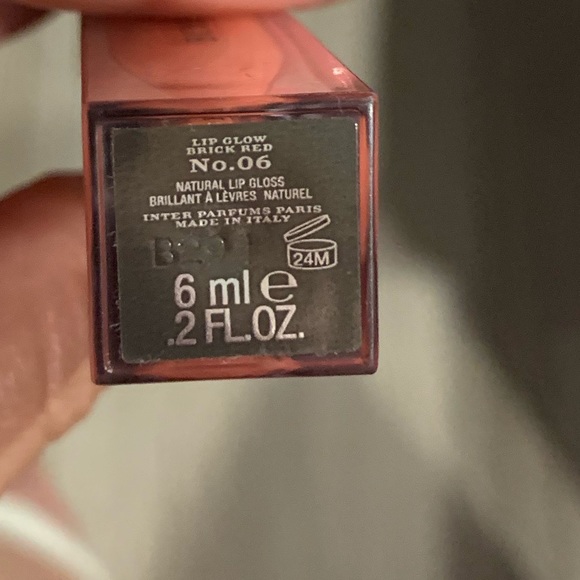 LIP GLOW
BRICK RED
No.06
NATURAL LIP GLOSS
BRILLANT À LÈVRES NATUREL
INTER PARFUMS PARIS
MADE IN ITALY
24M
6 ml e
.2 FL.OZ.